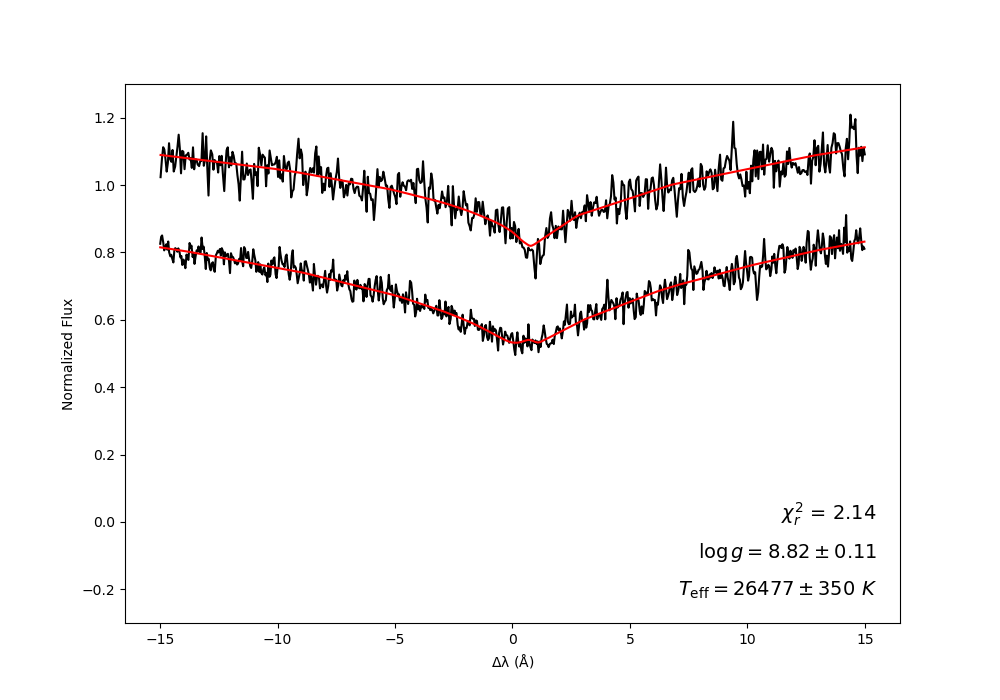 1.2
1.0
0.8
0.6
0.4
0.2
0.0
−0.2
Normalized Flux
χ²ᵣ = 2.14
log g = 8.82 ± 0.11
T_eff = 26477 ± 350 K
−15 −10 −5 0 5 10 15
Δλ (Å)